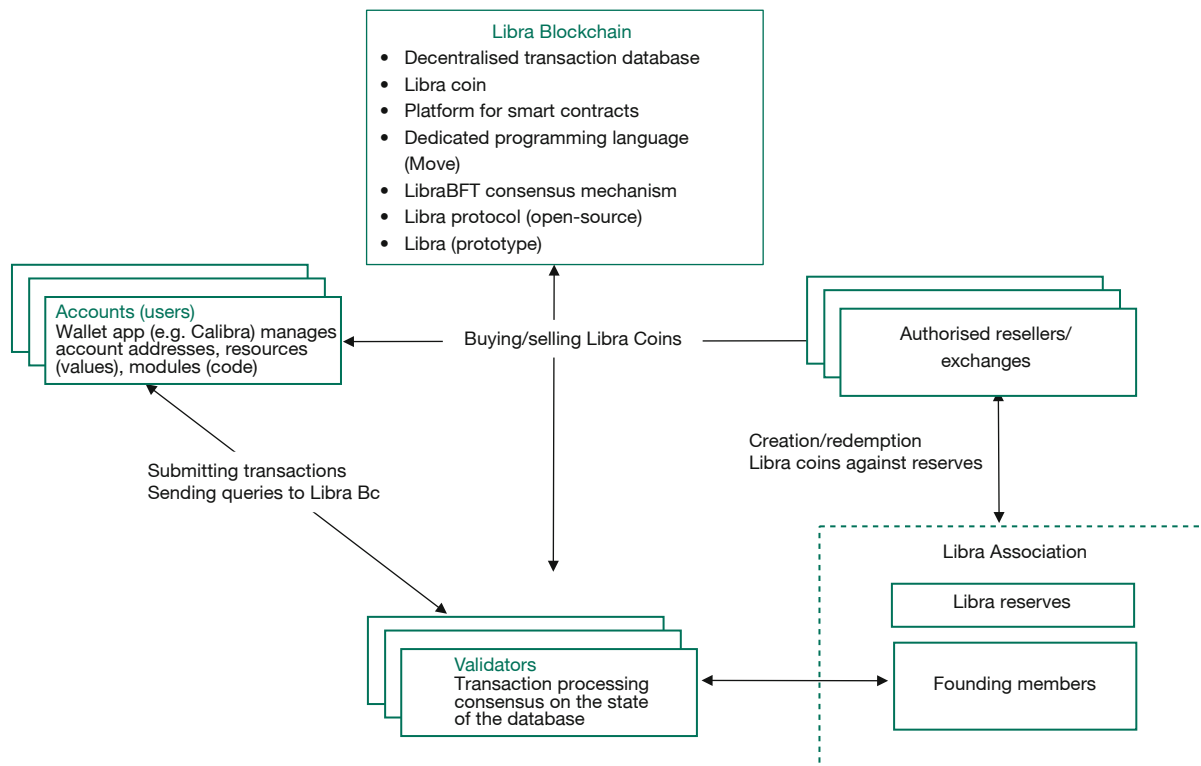 Libra Blockchain
• Decentralised transaction database
• Libra coin
• Platform for smart contracts
• Dedicated programming language
(Move)
• LibraBFT consensus mechanism
• Libra protocol (open-source)
• Libra (prototype)
Accounts (users)
Wallet app (e.g. Calibra) manages
account addresses, resources
(values), modules (code)
Buying/selling Libra Coins
Authorised resellers/
exchanges
Creation/redemption
Libra coins against reserves
Submitting transactions
Sending queries to Libra Bc
Libra Association
Libra reserves
Founding members
Validators
Transaction processing
consensus on the state
of the database